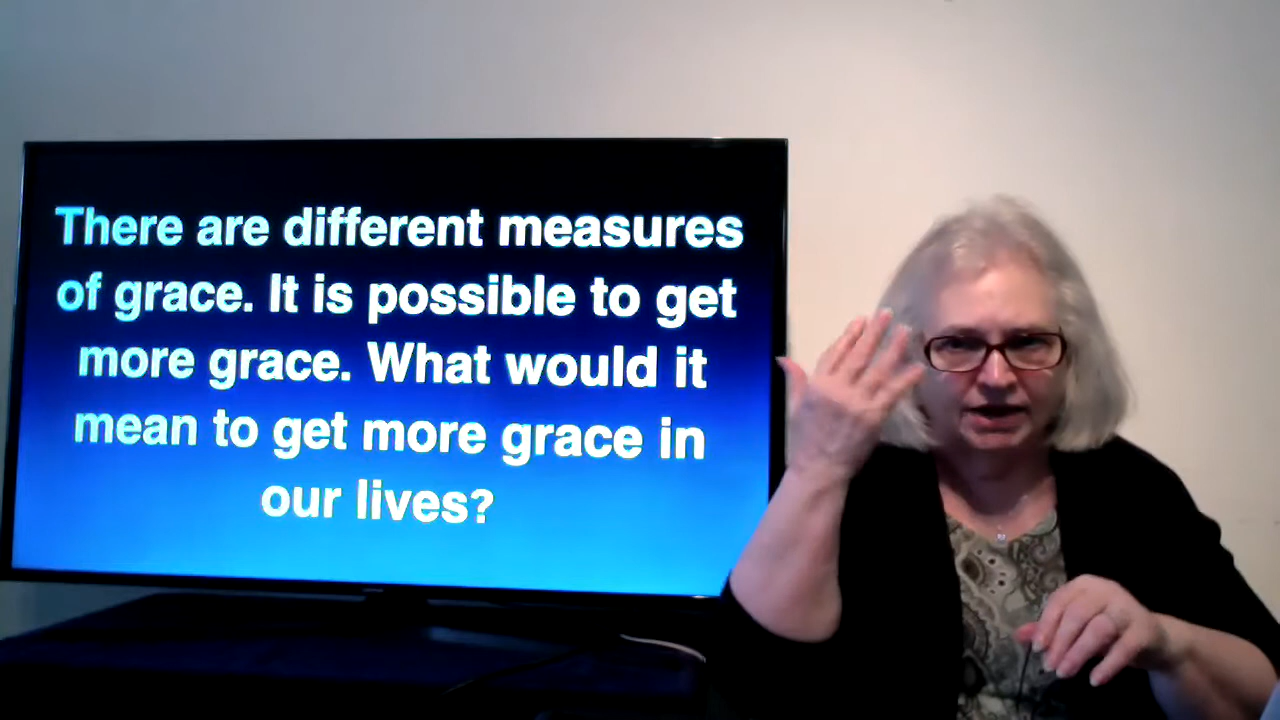 There are different measures
of grace. It is possible to get
more grace. What would it
mean to get more grace in
our lives?